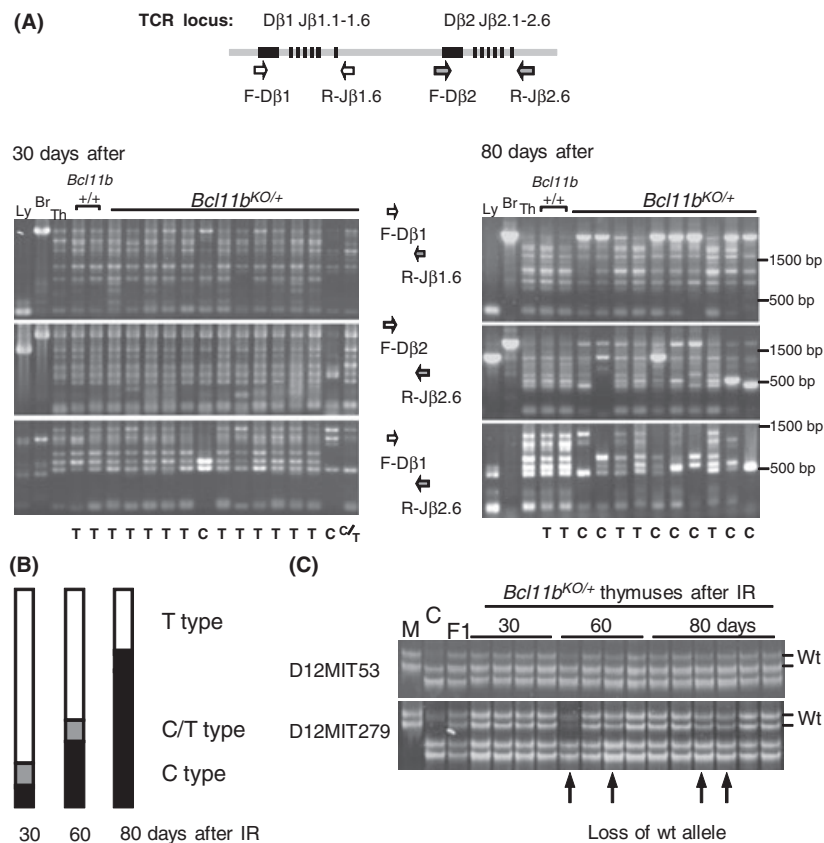 (A)
TCR locus: Dβ1 Jβ1.1-1.6 Dβ2 Jβ2.1-2.6
F-Dβ1 R-Jβ1.6 F-Dβ2 R-Jβ2.6
30 days after
80 days after
Bcl11b
+/+
Bcl11bKO/+
Ly Br Th
Bcl11b
+/+
Bcl11bKO/+
Ly Br Th
F-Dβ1
R-Jβ1.6
1500 bp
500 bp
F-Dβ2
R-Jβ2.6
1500 bp
500 bp
F-Dβ1
R-Jβ2.6
1500 bp
500 bp
T T T T T T T C T T T T T T C C/T
T T C C T T C C C T C C
(B)
T type
C/T type
C type
30 60 80 days after IR
(C)
Bcl11bKO/+ thymuses after IR
M C F1 30 60 80 days
D12MIT53
Wt
D12MIT279
Wt
Loss of wt allele